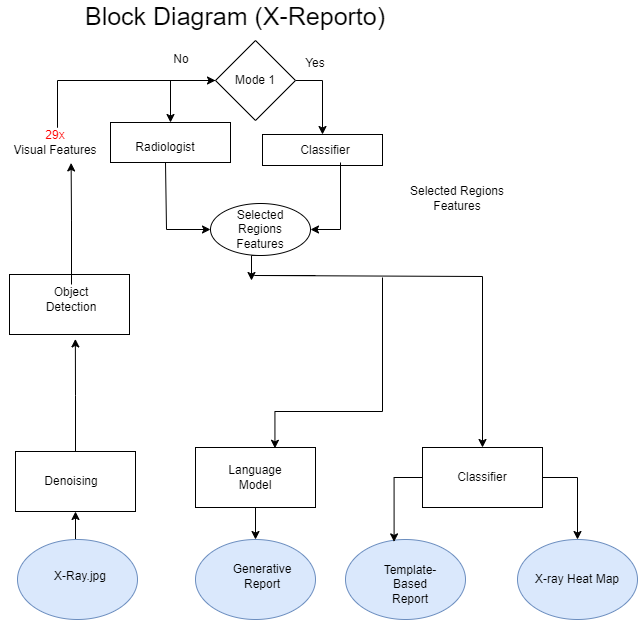 Block Diagram (X-Reporto)
No
Yes
Mode 1
29x
Visual Features
Radiologist
Classifier
Selected Regions
Features
Selected
Regions
Features
Object
Detection
Denoising
Language
Model
Classifier
X-Ray.jpg
Generative
Report
Template-
Based
Report
X-ray Heat Map